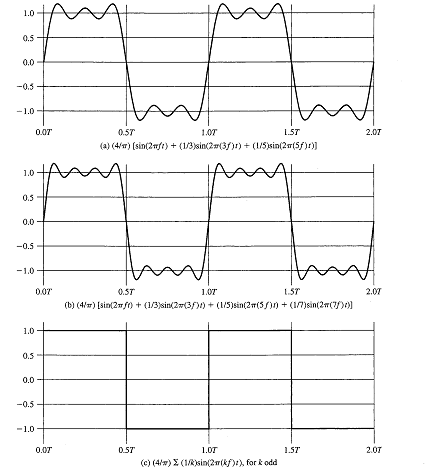 1.0
0.5
0.0
−0.5
−1.0
0.0T 0.5T 1.0T 1.5T 2.0T
(a) (4/π) [sin(2πft) + (1/3)sin(2π(3f)t) + (1/5)sin(2π(5f)t)]
1.0
0.5
0.0
−0.5
−1.0
0.0T 0.5T 1.0T 1.5T 2.0T
(b) (4/π) [sin(2πft) + (1/3)sin(2π(3f)t) + (1/5)sin(2π(5f)t) + (1/7)sin(2π(7f)t)]
1.0
0.5
0.0
−0.5
−1.0
0.0T 0.5T 1.0T 1.5T 2.0T
(c) (4/π) Σ (1/k)sin(2π(kf)t), for k odd